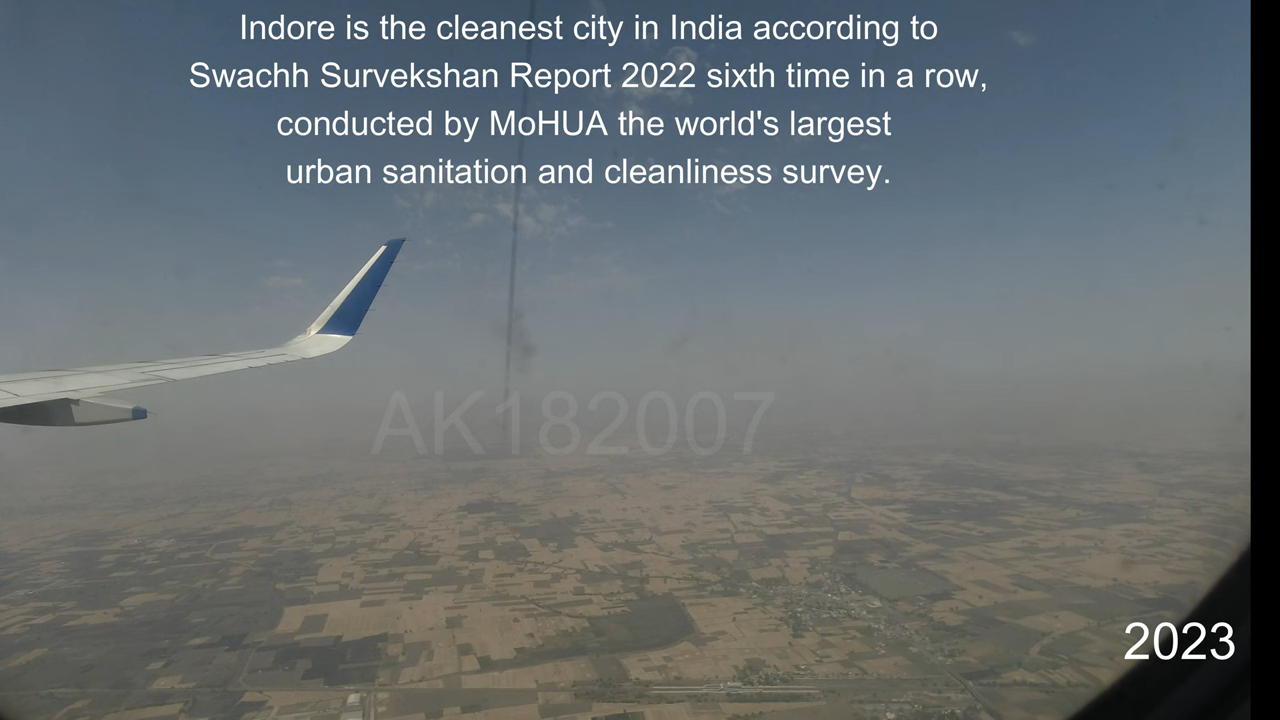 Indore is the cleanest city in India according to
Swachh Survekshan Report 2022 sixth time in a row,
conducted by MoHUA the world's largest
urban sanitation and cleanliness survey.
AK182007
2023